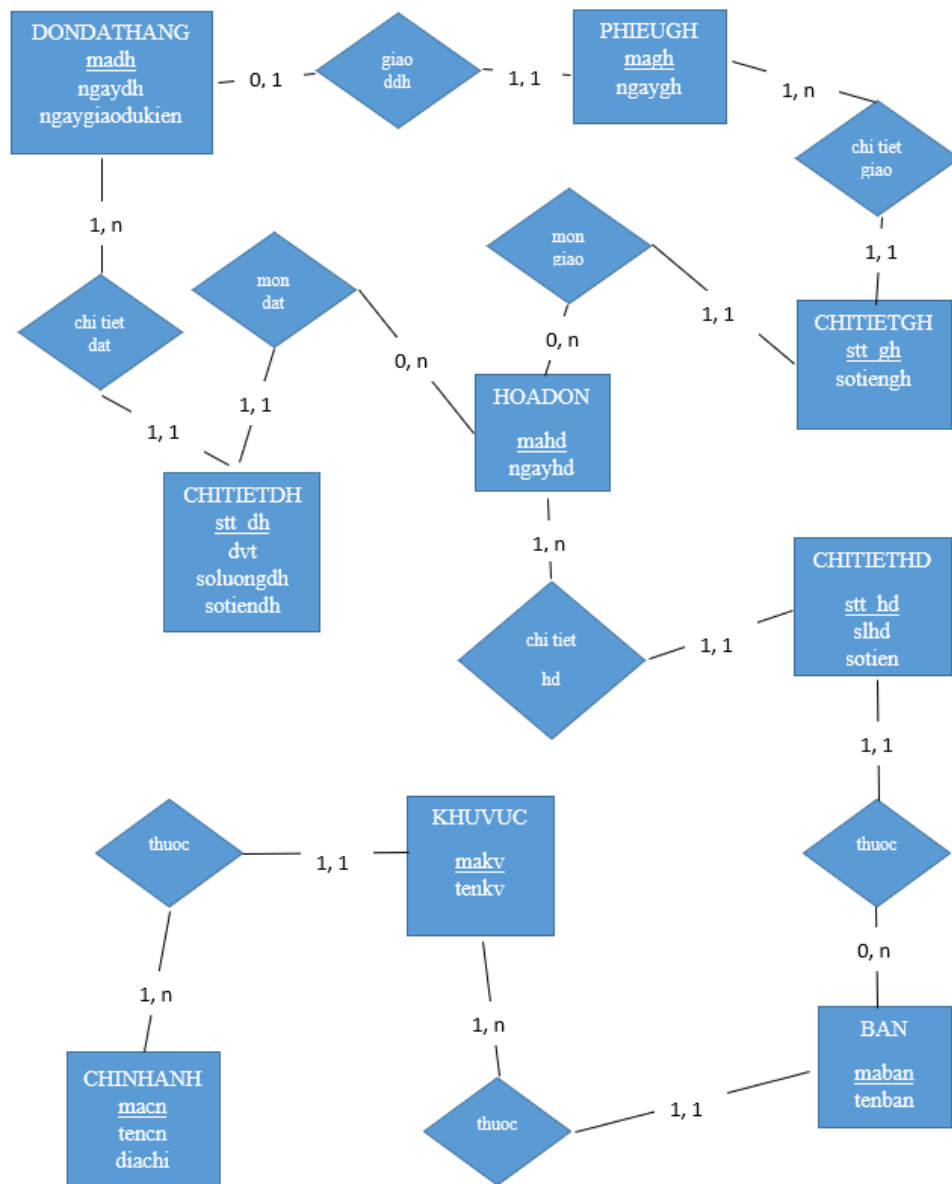 DONDATHANG
madh
ngaydh
ngaygiaodukien
0, 1
giao
ddh
1, 1
PHIEUGH
magh
ngaygh
1, n
chi tiet
giao
1, n
mon
dat
mon
giao
1, 1
1, 1
chi tiet
dat
0, n
0, n
CHITIETGH
stt_gh
sotiengh
1, 1
1, 1
HOADON
mahd
ngayhd
CHITIETDH
stt_dh
dvt
soluongdh
sotiendh
1, n
CHITIETHD
stt_hd
slhd
sotien
chi tiet
hd
1, 1
1, 1
thuoc
1, 1
KHUVUC
makv
tenkv
thuoc
1, n
1, n
0, n
CHINHANH
macn
tencn
diachi
thuoc
1, 1
BAN
maban
tenban